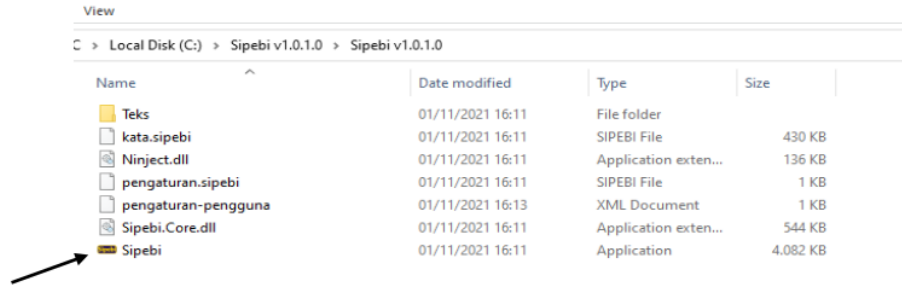 View
C > Local Disk (C:) > Sipebi v1.0.1.0 > Sipebi v1.0.1.0
Name Date modified Type Size
Teks 01/11/2021 16:11 File folder
kata.sipebi 01/11/2021 16:11 SIPEBI File 430 KB
Ninject.dll 01/11/2021 16:11 Application exten... 136 KB
pengaturan.sipebi 01/11/2021 16:11 SIPEBI File 1 KB
pengaturan-pengguna 01/11/2021 16:13 XML Document 1 KB
Sipebi.Core.dll 01/11/2021 16:11 Application exten... 544 KB
Sipebi 01/11/2021 16:11 Application 4.082 KB